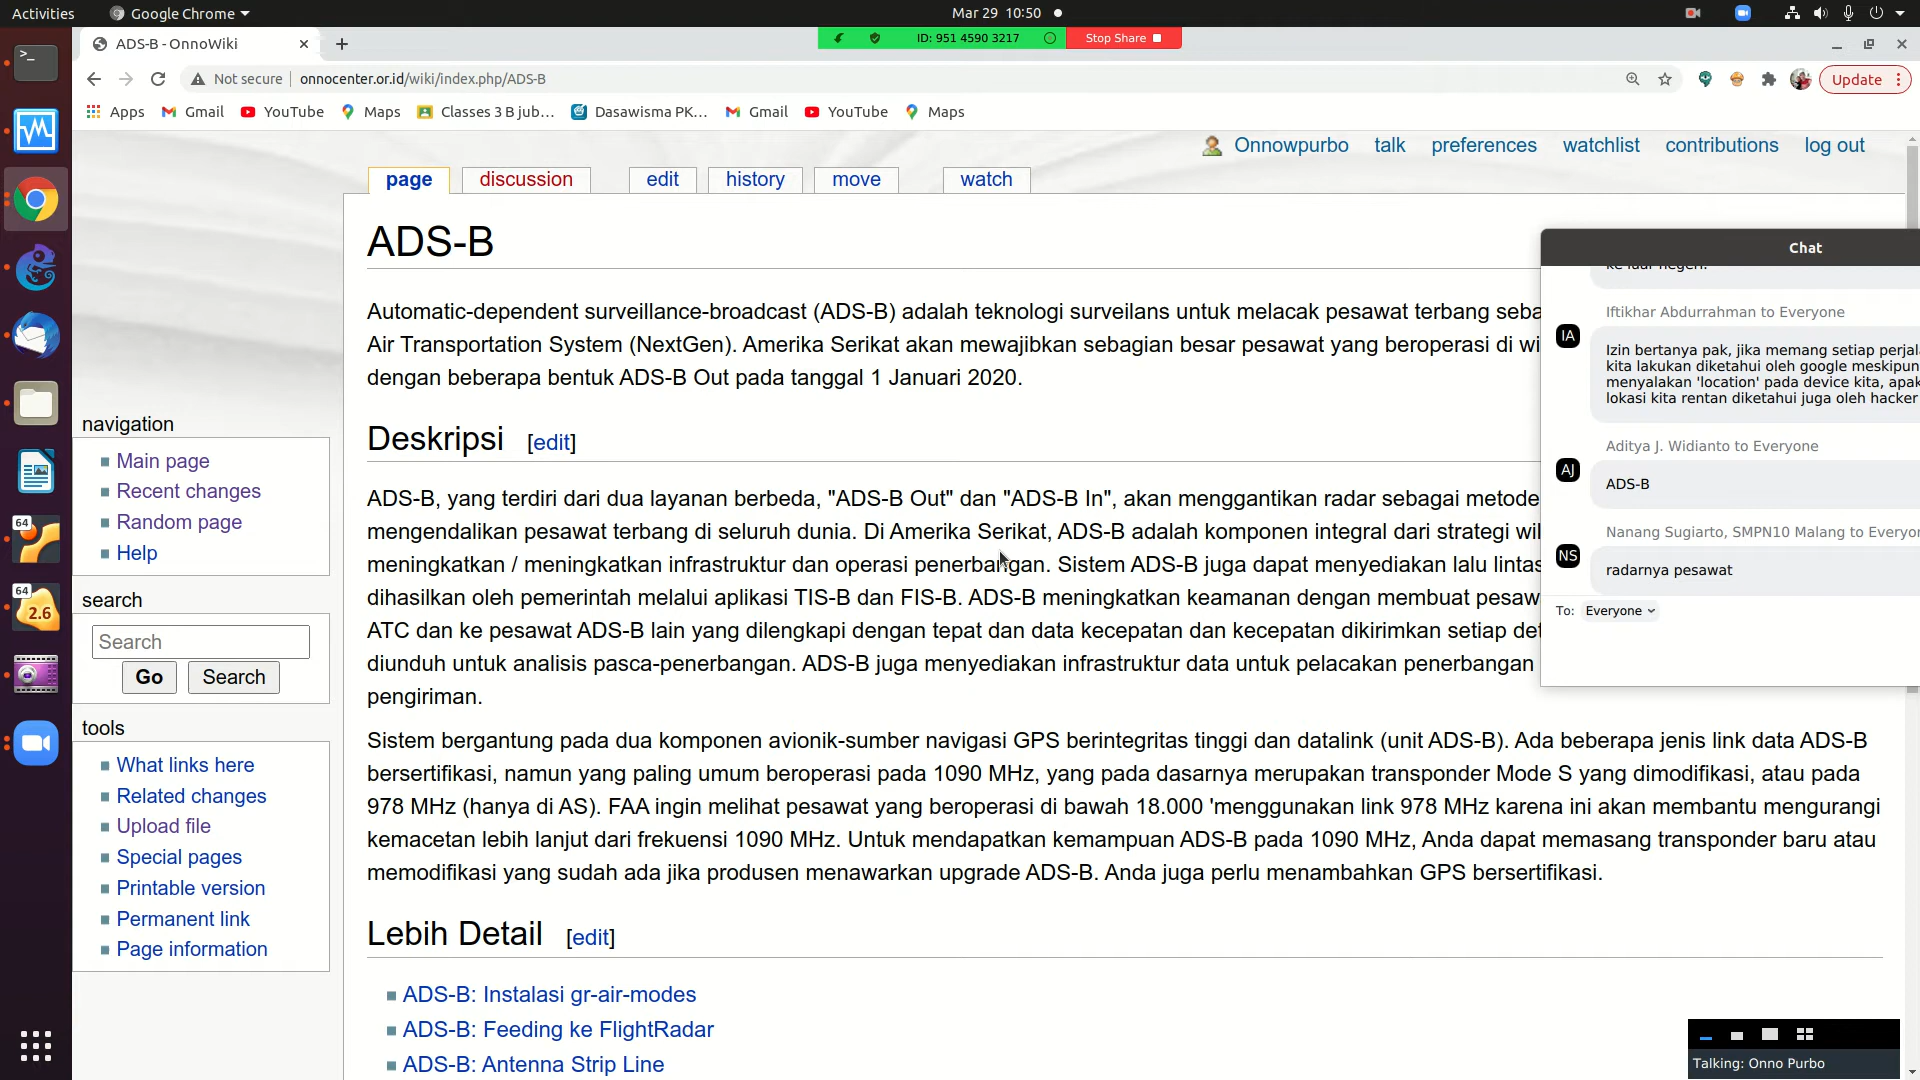 Activities
Google Chrome
Mar 29 10:50
ADS-B - OnnoWiki
ID: 951 4590 3217
Stop Share
Not secure
onnocenter.or.id/wiki/index.php/ADS-B
Update
Apps
Gmail
YouTube
Maps
Classes 3 B jub...
Dasawisma PK...
Gmail
YouTube
Maps
Onnowpurbo
talk
preferences
watchlist
contributions
log out
page
discussion
edit
history
move
watch
ADS-B
Automatic-dependent surveillance-broadcast (ADS-B) adalah teknologi surveilans untuk melacak pesawat terbang seba
Air Transportation System (NextGen). Amerika Serikat akan mewajibkan sebagian besar pesawat yang beroperasi di wi
dengan beberapa bentuk ADS-B Out pada tanggal 1 Januari 2020.
Deskripsi [edit]
ADS-B, yang terdiri dari dua layanan berbeda, "ADS-B Out" dan "ADS-B In", akan menggantikan radar sebagai metode
mengendalikan pesawat terbang di seluruh dunia. Di Amerika Serikat, ADS-B adalah komponen integral dari strategi wil
meningkatkan / meningkatkan infrastruktur dan operasi penerbangan. Sistem ADS-B juga dapat menyediakan lalu lintas
dihasilkan oleh pemerintah melalui aplikasi TIS-B dan FIS-B. ADS-B meningkatkan keamanan dengan membuat pesaw
ATC dan ke pesawat ADS-B lain yang dilengkapi dengan tepat dan data kecepatan dan kecepatan dikirimkan setiap det
diunduh untuk analisis pasca-penerbangan. ADS-B juga menyediakan infrastruktur data untuk pelacakan penerbangan
pengiriman.
Sistem bergantung pada dua komponen avionik-sumber navigasi GPS berintegritas tinggi dan datalink (unit ADS-B). Ada beberapa jenis link data ADS-B
bersertifikasi, namun yang paling umum beroperasi pada 1090 MHz, yang pada dasarnya merupakan transponder Mode S yang dimodifikasi, atau pada
978 MHz (hanya di AS). FAA ingin melihat pesawat yang beroperasi di bawah 18.000 'menggunakan link 978 MHz karena ini akan membantu mengurangi
kemacetan lebih lanjut dari frekuensi 1090 MHz. Untuk mendapatkan kemampuan ADS-B pada 1090 MHz, Anda dapat memasang transponder baru atau
memodifikasi yang sudah ada jika produsen menawarkan upgrade ADS-B. Anda juga perlu menambahkan GPS bersertifikasi.
Lebih Detail [edit]
ADS-B: Instalasi gr-air-modes
ADS-B: Feeding ke FlightRadar
ADS-B: Antenna Strip Line
navigation
Main page
Recent changes
Random page
Help
search
Search
Go
Search
tools
What links here
Related changes
Upload file
Special pages
Printable version
Permanent link
Page information
64
64
2.6
Chat
ke luar negeri.
Iftikhar Abdurrahman to Everyone
IA
Izin bertanya pak, jika memang setiap perjala
kita lakukan diketahui oleh google meskipun
menyalakan 'location' pada device kita, apak
lokasi kita rentan diketahui juga oleh hacker
Aditya J. Widianto to Everyone
AJ
ADS-B
Nanang Sugiarto, SMPN10 Malang to Everyon
NS
radarnya pesawat
To: Everyone
Talking: Onno Purbo